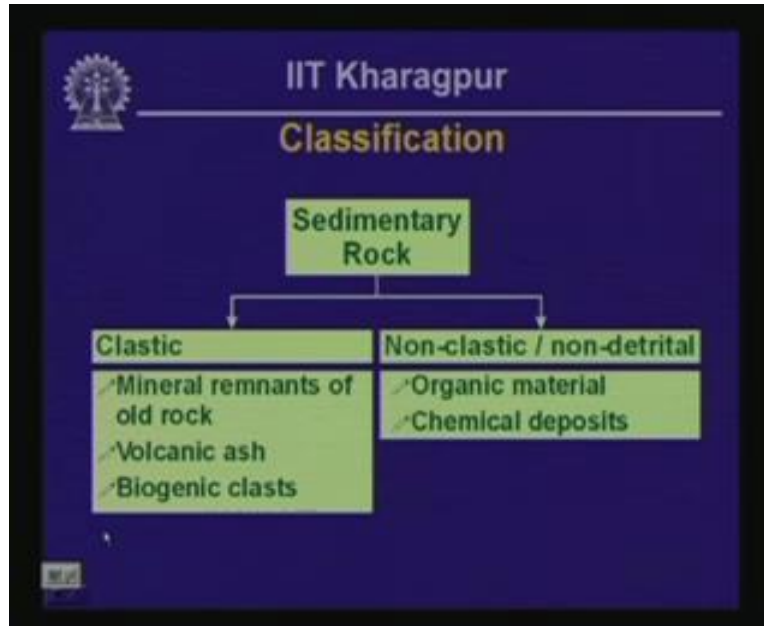 IIT Kharagpur
Classification
Sedimentary
Rock
Clastic
Mineral remnants of
old rock
Volcanic ash
Biogenic clasts
Non-clastic / non-detrital
Organic material
Chemical deposits